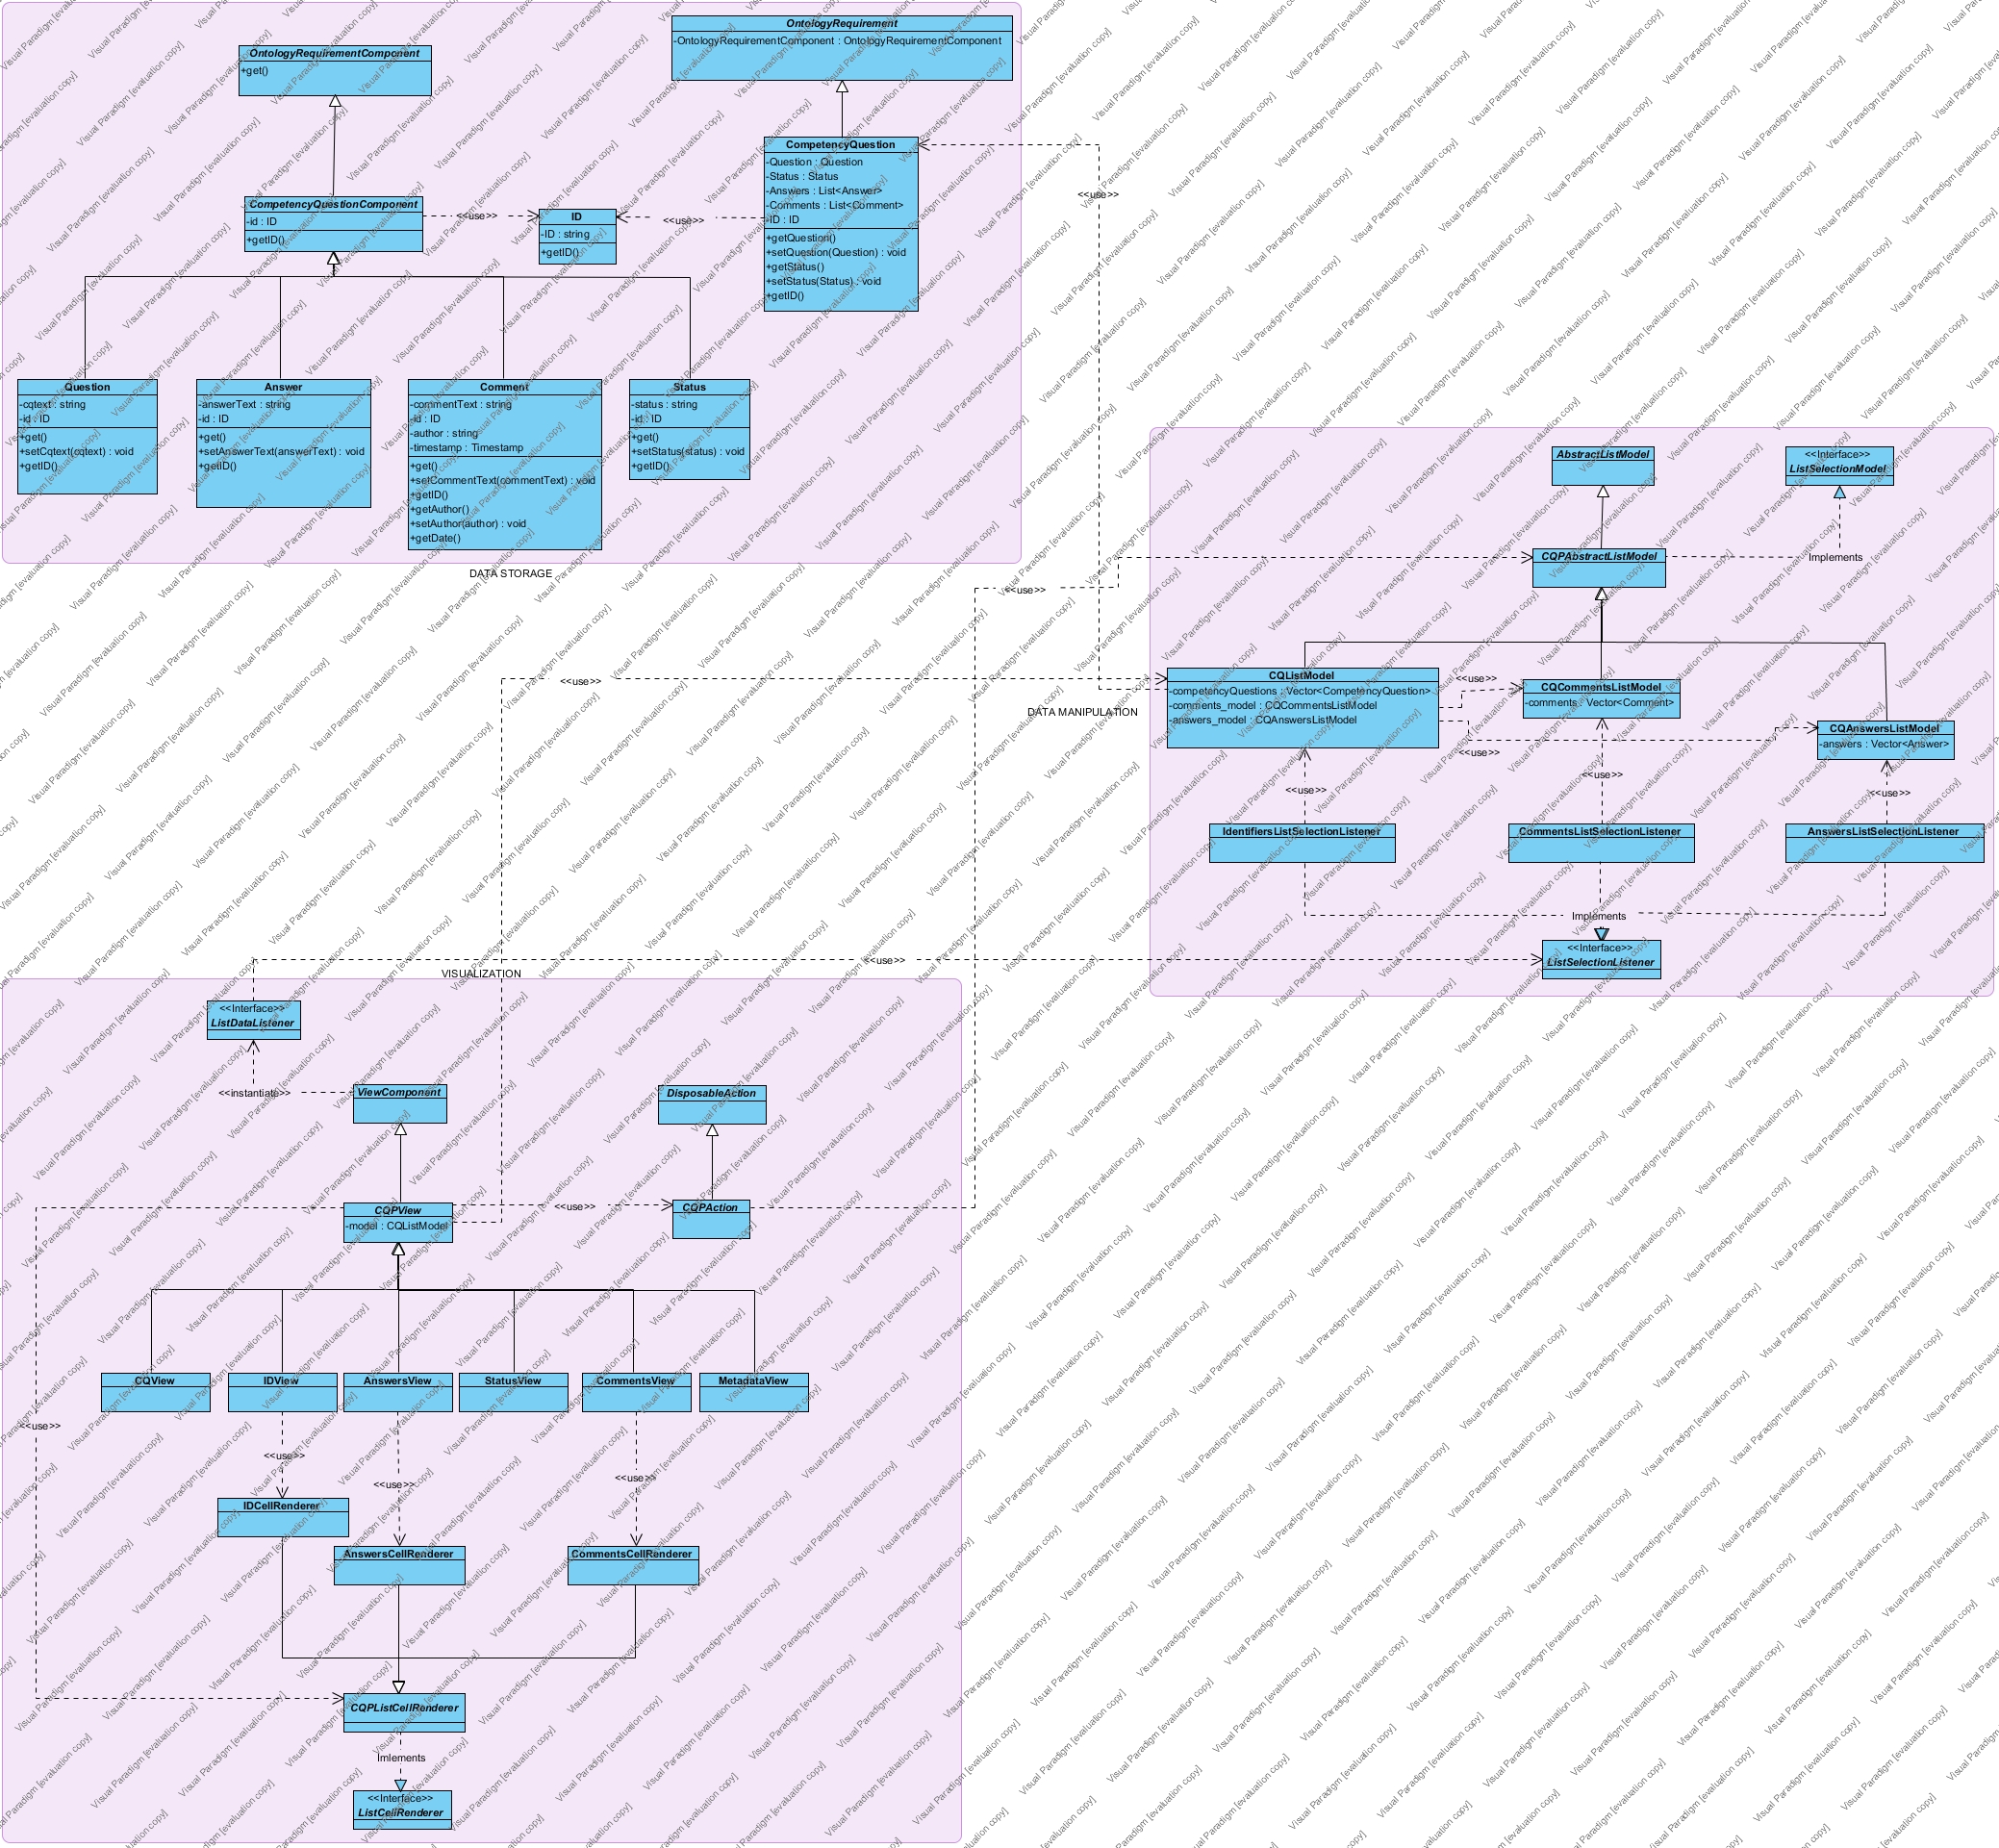 OntologyRequirement
-OntologyRequirementComponent : OntologyRequirementComponent
OntologyRequirementComponent
+get()
CompetencyQuestion
-Question : Question
-Status : Status
-Answers : List<Answer>
-Comments : List<Comment>
-ID : ID
+getQuestion()
+setQuestion(Question) : void
+getStatus()
+setStatus(Status) : void
+getID()
CompetencyQuestionComponent
-id : ID
+getID()
<<use>>
ID
-ID : string
+getID()
<<use>>
<<use>>
Question
-cqtext : string
-id : ID
+get()
+setCqtext(cqtext) : void
+getID()
Answer
-answerText : string
-id : ID
+get()
+setAnswerText(answerText) : void
+getID()
Comment
-commentText : string
-id : ID
-author : string
-timestamp : Timestamp
+get()
+setCommentText(commentText) : void
+getID()
+getAuthor()
+setAuthor(author) : void
+getDate()
Status
-status : string
-id : ID
+get()
+setStatus(status) : void
+getID()
DATA STORAGE
AbstractListModel
<<Interface>>
ListSelectionModel
CQPAbstractListModel
Implements
<<use>>
<<use>>
CQListModel
-competencyQuestions : Vector<CompetencyQuestion>
-comments_model : CQCommentsListModel
-answers_model : CQAnswersListModel
<<use>>
CQCommentsListModel
-comments : Vector<Comment>
DATA MANIPULATION
<<use>>
CQAnswersListModel
-answers : Vector<Answer>
<<use>>
<<use>>
<<use>>
IdentifiersListSelectionListener
CommentsListSelectionListener
AnswersListSelectionListener
Implements
<<Interface>>
ListSelectionListener
<<use>>
VISUALIZATION
<<Interface>>
ListDataListener
<<instantiate>>
ViewComponent
DisposableAction
CQPView
-model : CQListModel
<<use>>
CQPAction
CQView
IDView
AnswersView
StatusView
CommentsView
MetadataView
<<use>>
<<use>>
<<use>>
<<use>>
IDCellRenderer
AnswersCellRenderer
CommentsCellRenderer
CQPListCellRenderer
Imlements
<<Interface>>
ListCellRenderer
Visual Paradigm [evaluation copy]